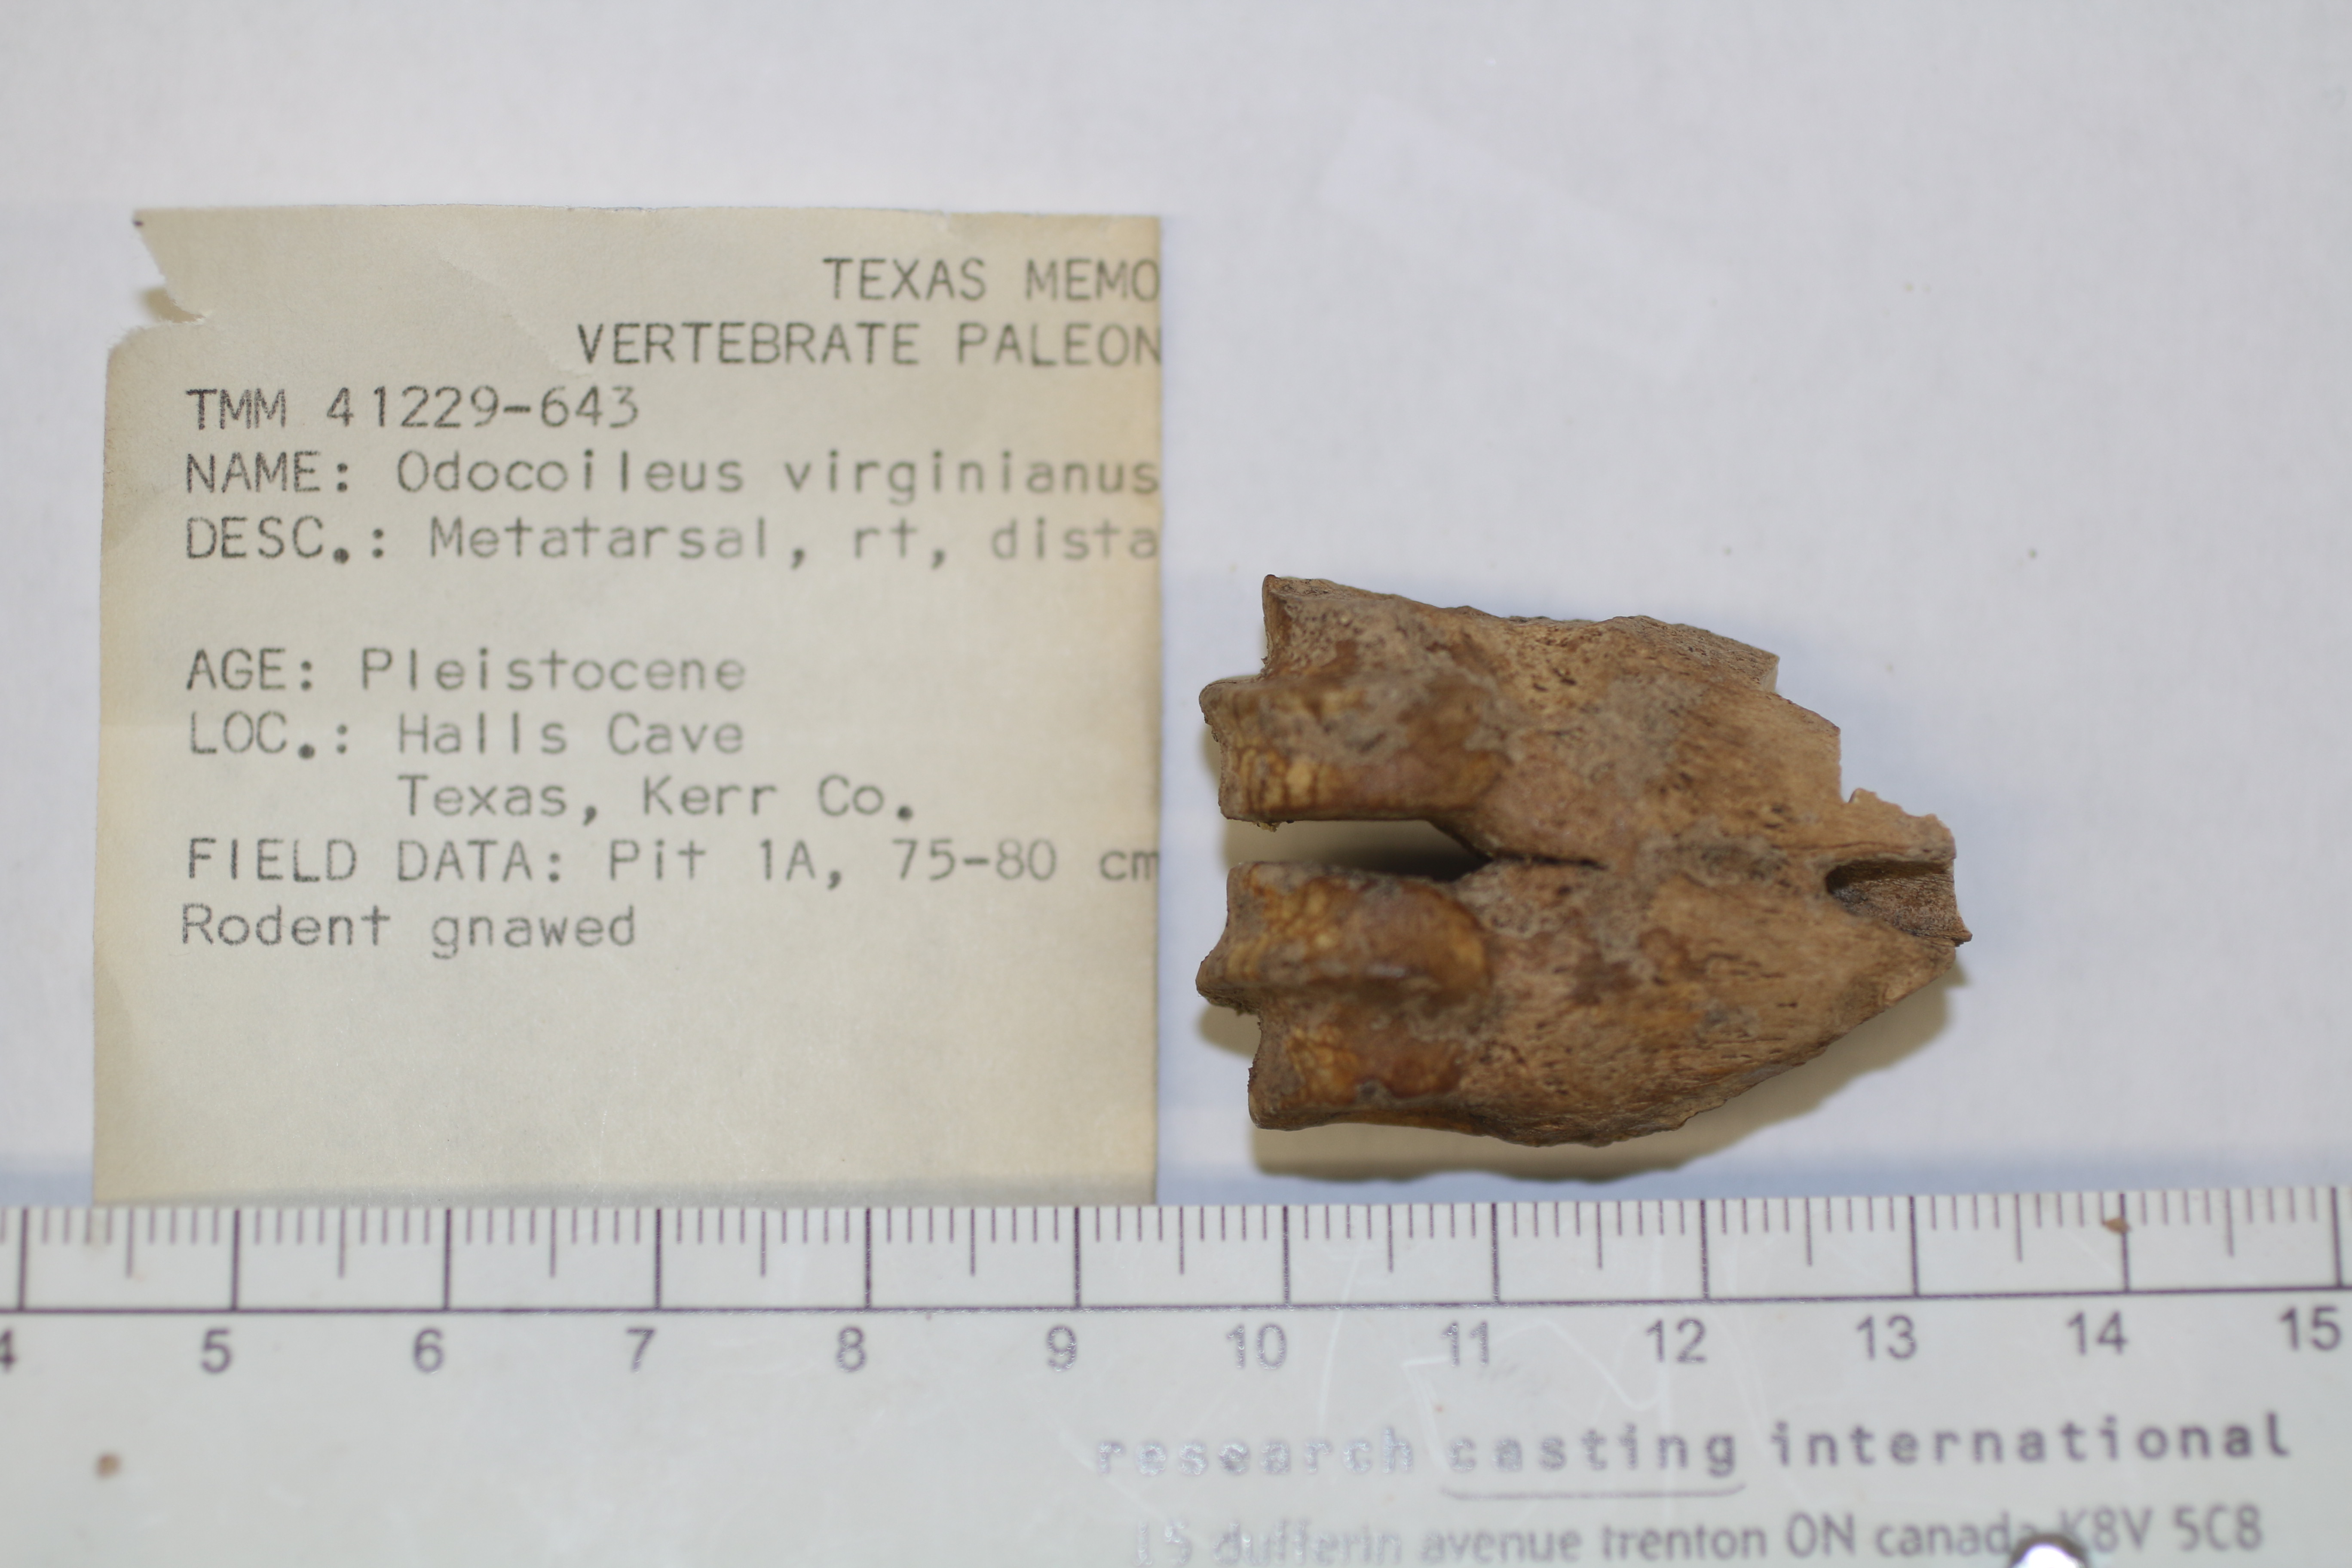 TEXAS MEMO
VERTEBRATE PALEON
TMM 41229-643
NAME: Odocoileus virginianus
DESC.: Metatarsal, rt, dista
AGE: Pleistocene
LOC.: Halls Cave
Texas, Kerr Co.
FIELD DATA: Pit 1A, 75-80 cm
Rodent gnawed
4 5 6 7 8 9 10 11 12 13 14 15
research casting international
15 dufferin avenue trenton ON canada K8V 5C8